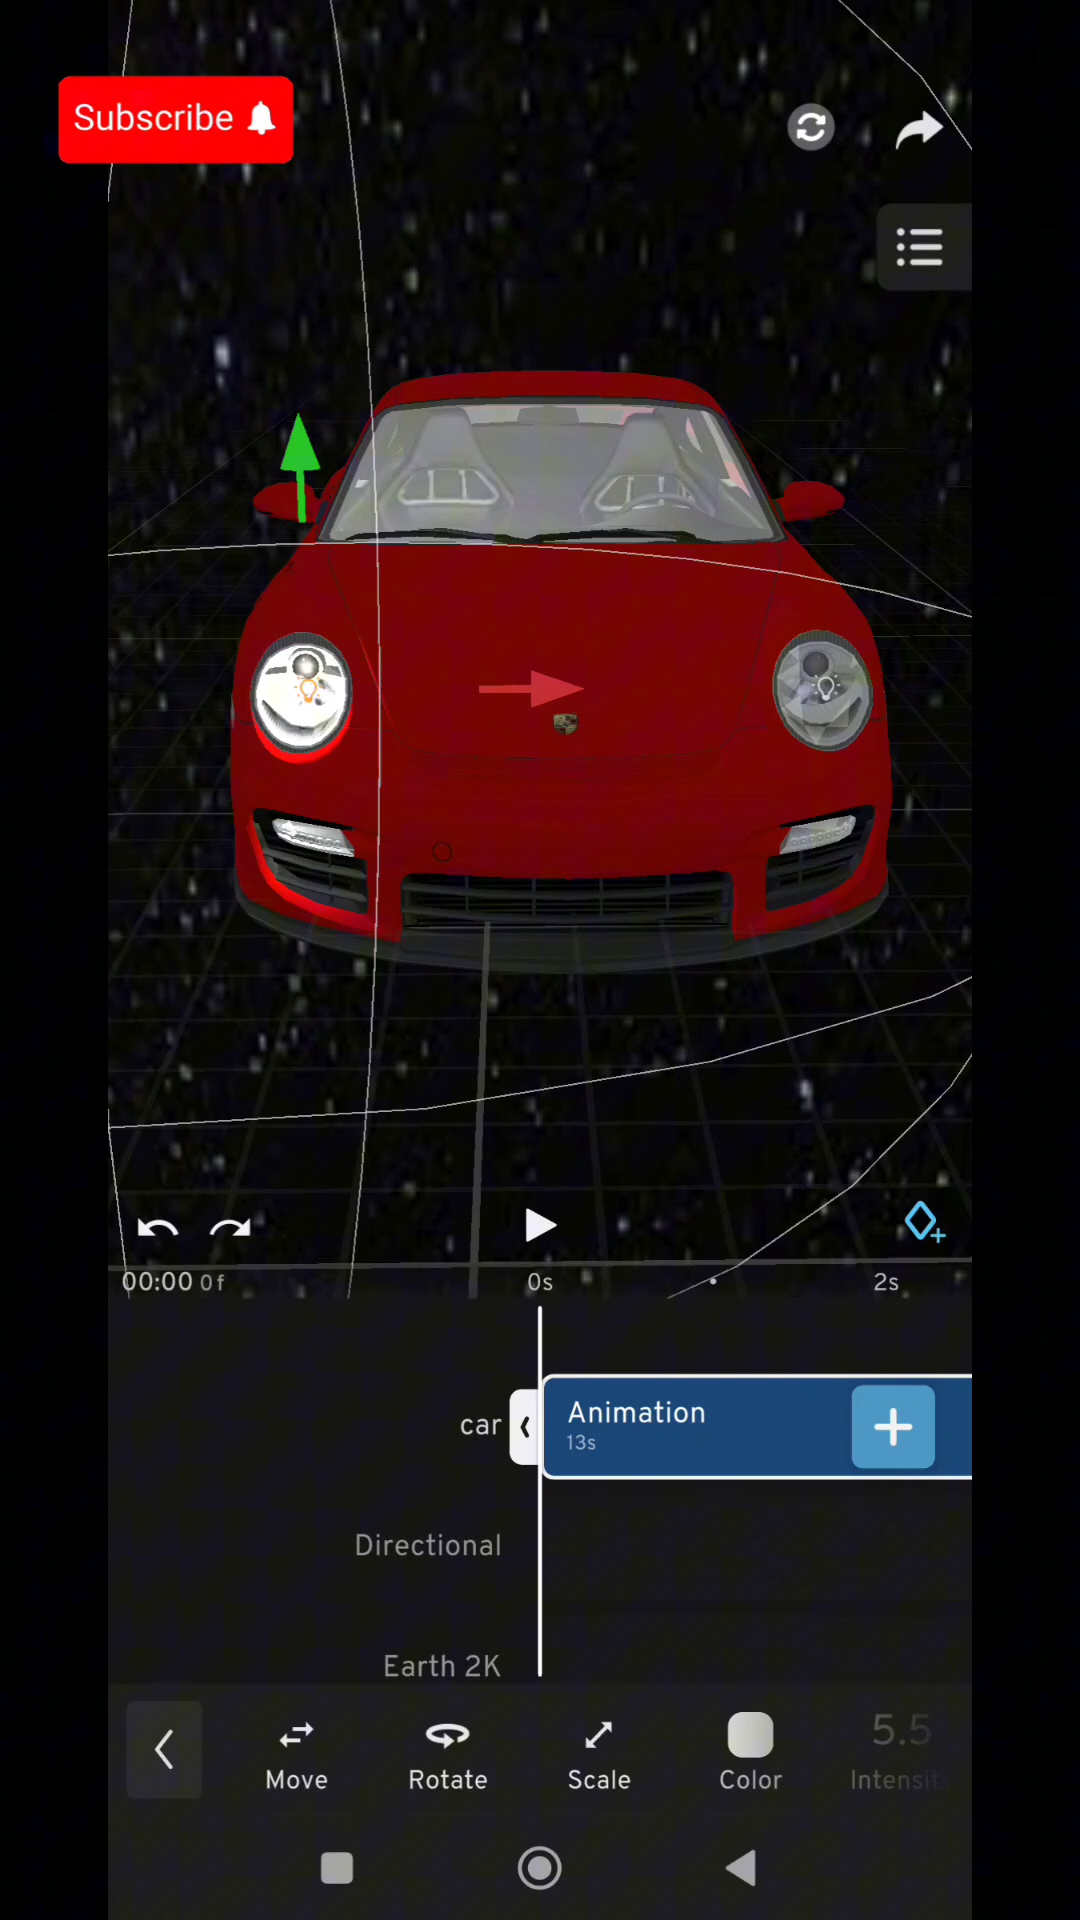 Subscribe
00:00 0 f
0s
2s
car
Animation
13s
Directional
Earth 2K
5.5
Move
Rotate
Scale
Color
Intensit